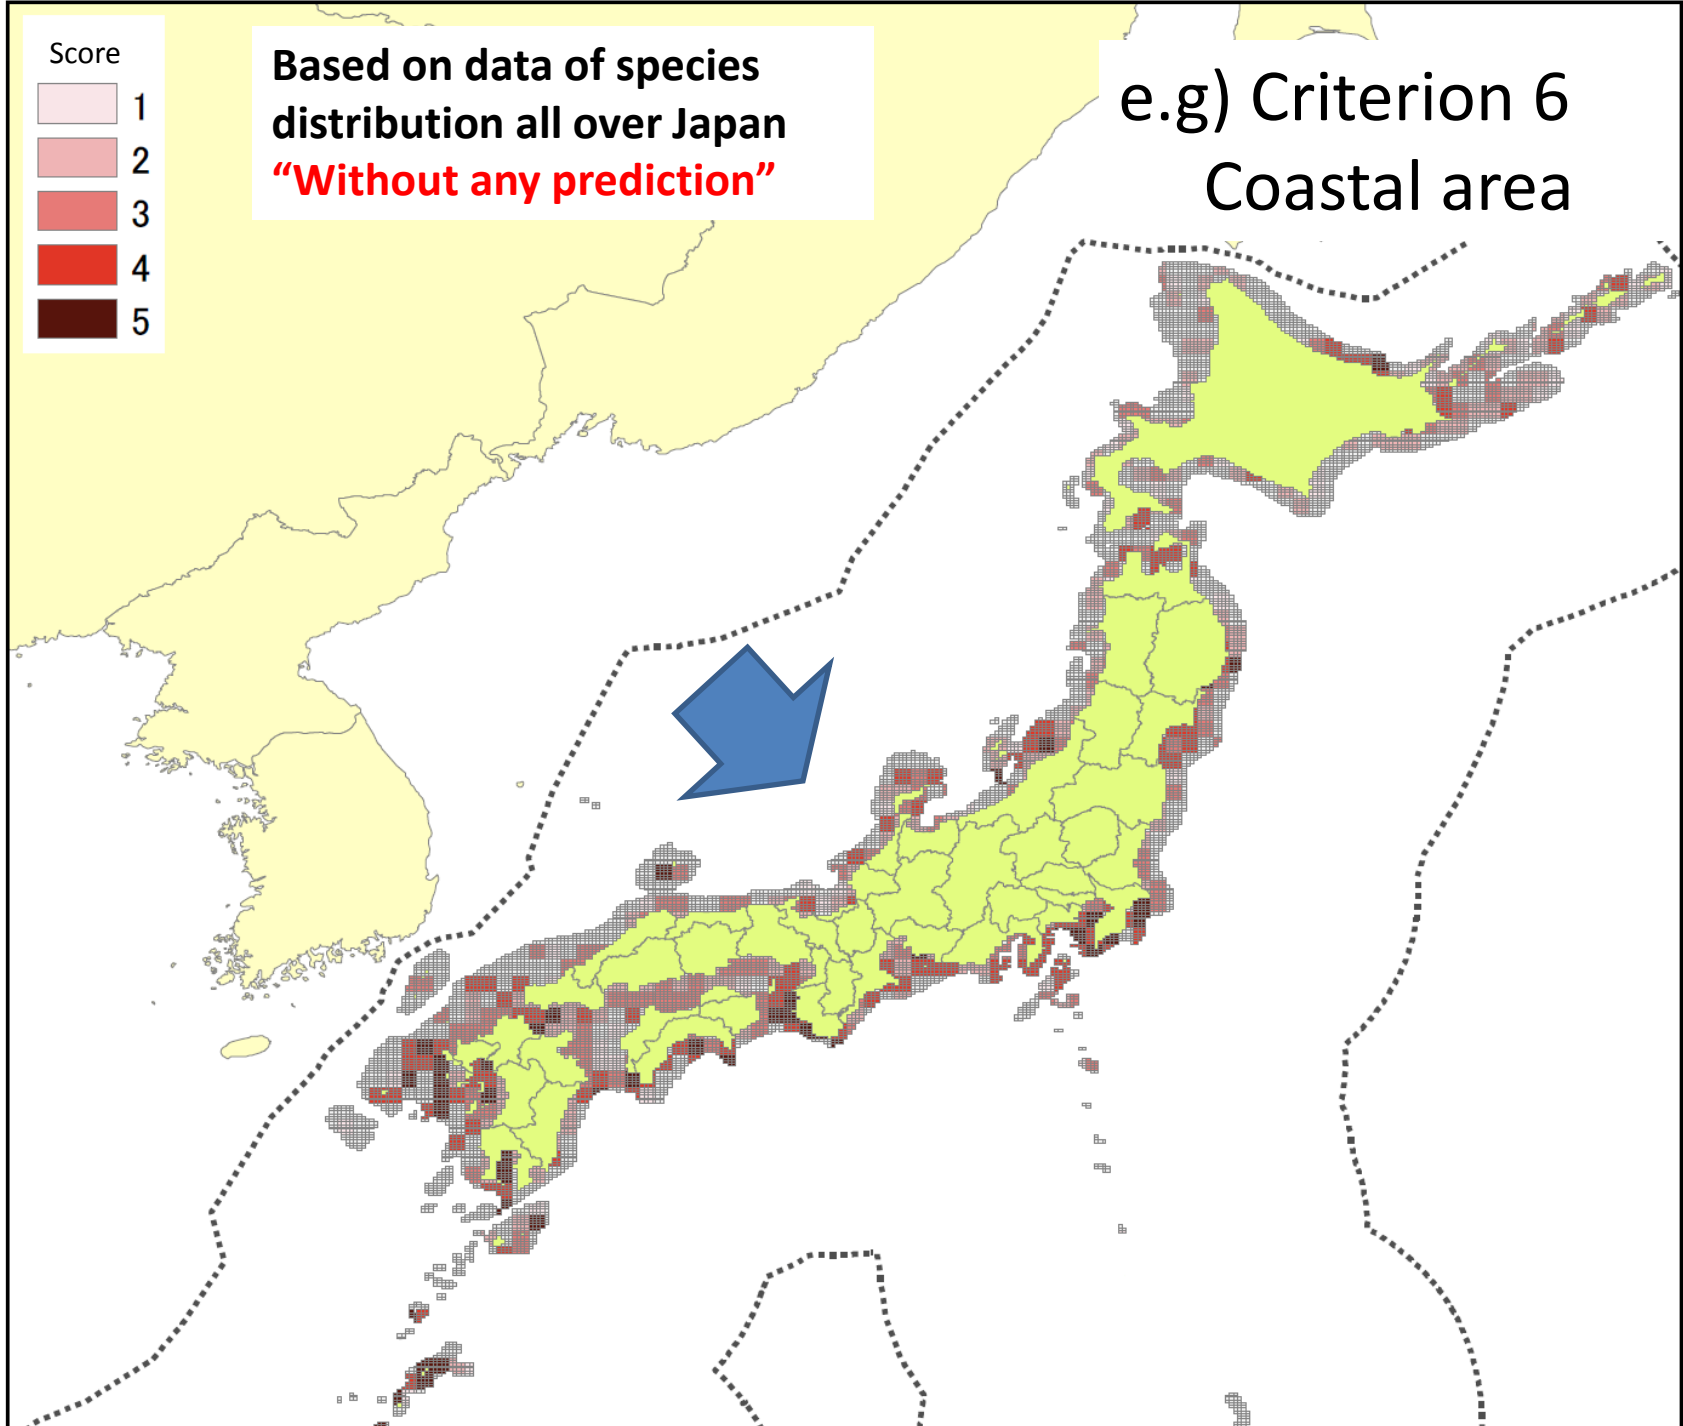 Score
1
2
3
4
5
Based on data of species
distribution all over Japan
“Without any prediction”
e.g) Criterion 6
Coastal area